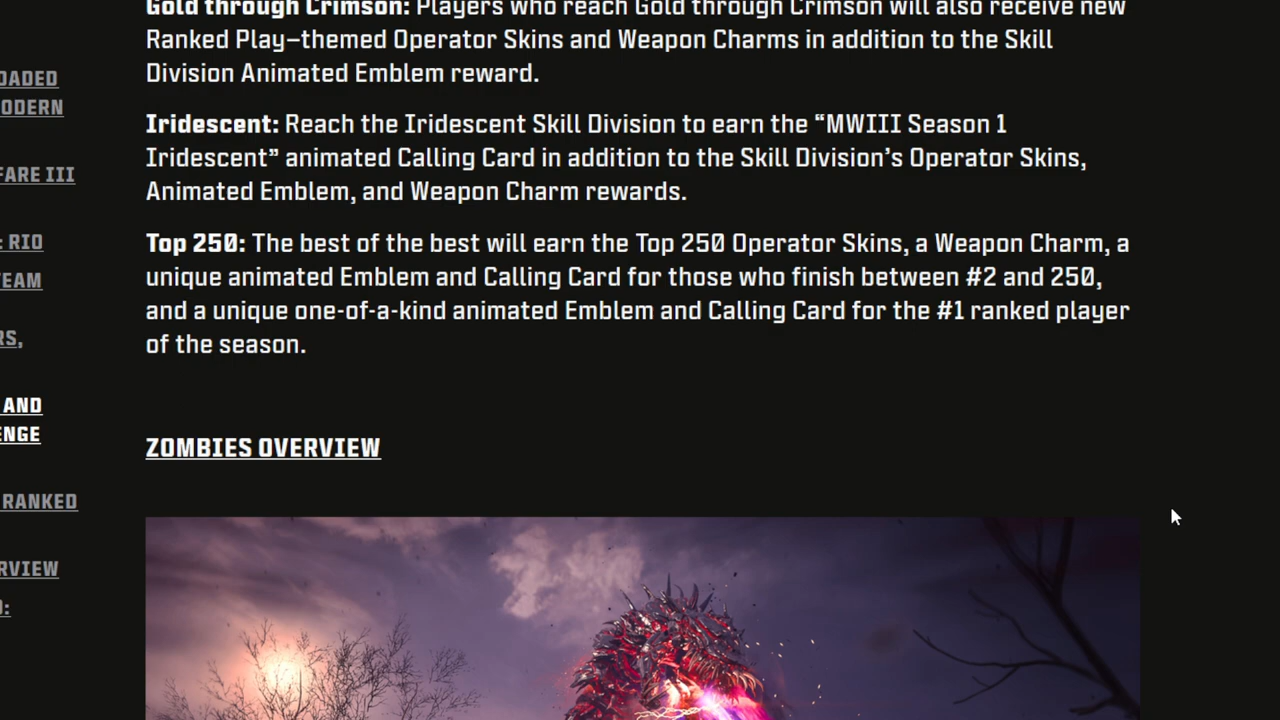 Gold through Crimson: Players who reach Gold through Crimson will also receive new
Ranked Play–themed Operator Skins and Weapon Charms in addition to the Skill
Division Animated Emblem reward.
Iridescent: Reach the Iridescent Skill Division to earn the “MWIII Season 1
Iridescent” animated Calling Card in addition to the Skill Division’s Operator Skins,
Animated Emblem, and Weapon Charm rewards.
Top 250: The best of the best will earn the Top 250 Operator Skins, a Weapon Charm, a
unique animated Emblem and Calling Card for those who finish between #2 and 250,
and a unique one-of-a-kind animated Emblem and Calling Card for the #1 ranked player
of the season.
ZOMBIES OVERVIEW
OADED
ODERN
FARE III
: RIO
TEAM
RS,
AND
ENGE
RANKED
RVIEW